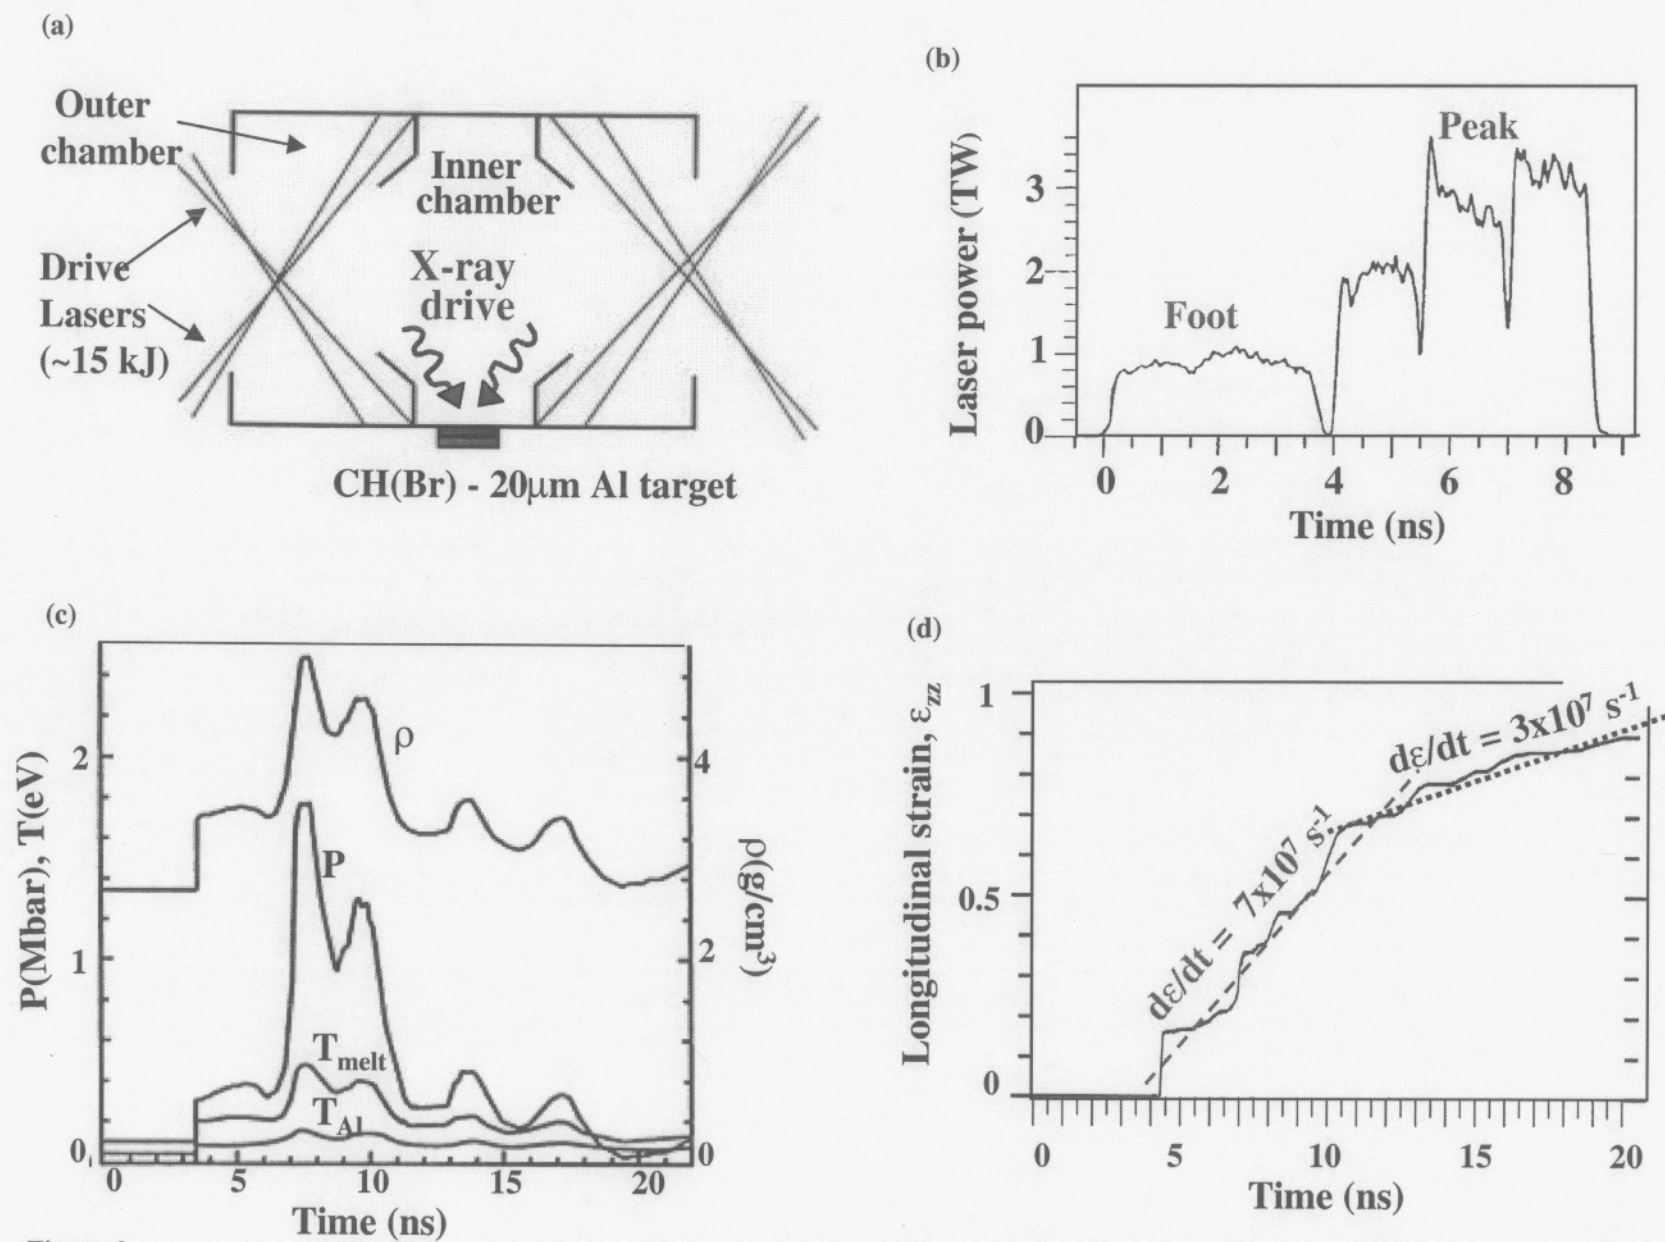 (a)
Outer
chamber
Inner
chamber
Drive
Lasers
(~15 kJ)
X-ray
drive
CH(Br) - 20μm Al target
(b)
Laser power (TW)
3
2
1
0
Foot
Peak
0 2 4 6 8
Time (ns)
(c)
P(Mbar), T(eV)
2
1
0
ρ
P
T_melt
T_Al
4
2
0
ρ(g/cm³)
0 5 10 15 20
Time (ns)
(d)
Longitudinal strain, ε_zz
1
0.5
0
dε/dt = 7x10⁷ s⁻¹
dε/dt = 3x10⁷ s⁻¹
0 5 10 15 20
Time (ns)